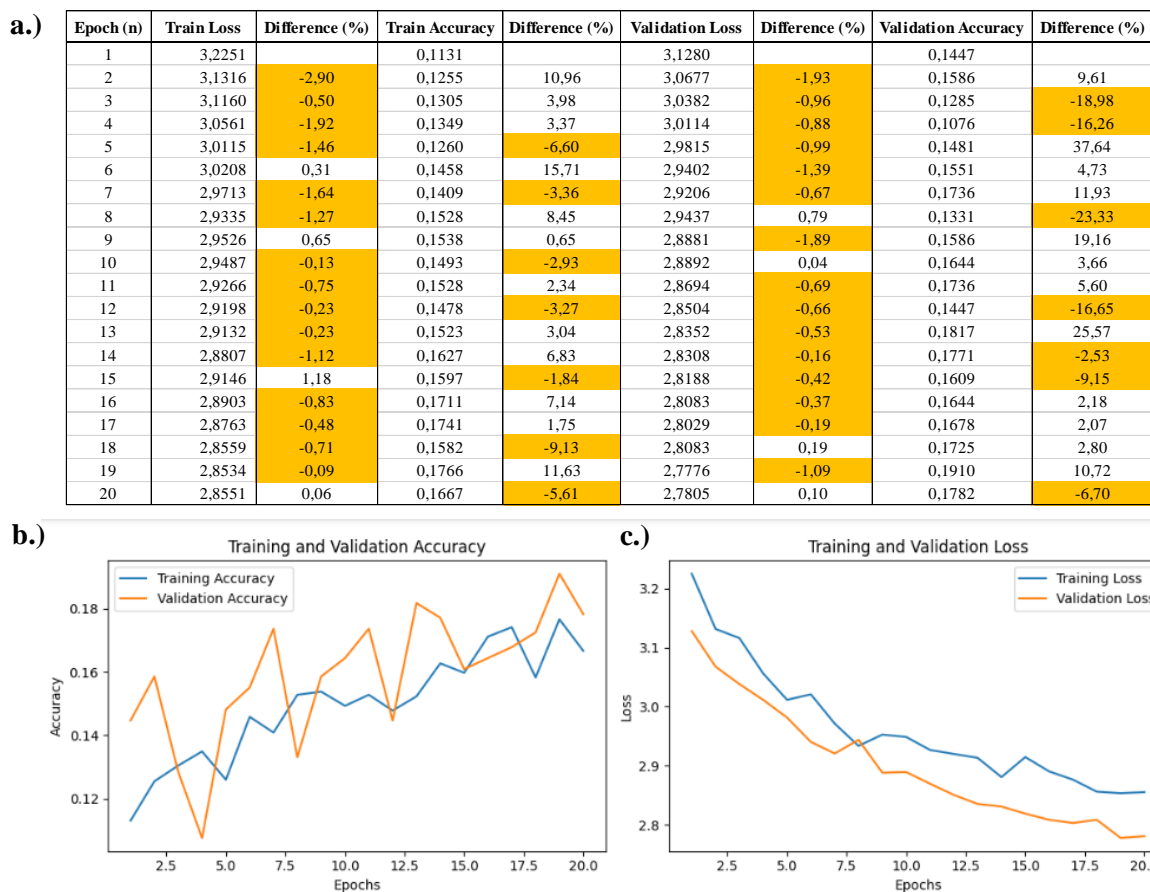 a.)
Epoch (n) Train Loss Difference (%) Train Accuracy Difference (%) Validation Loss Difference (%) Validation Accuracy Difference (%)
1 3,2251 0,1131 3,1280 0,1447
2 3,1316 -2,90 0,1255 10,96 3,0677 -1,93 0,1586 9,61
3 3,1160 -0,50 0,1305 3,98 3,0382 -0,96 0,1285 -18,98
4 3,0561 -1,92 0,1349 3,37 3,0114 -0,88 0,1076 -16,26
5 3,0115 -1,46 0,1260 -6,60 2,9815 -0,99 0,1481 37,64
6 3,0208 0,31 0,1458 15,71 2,9402 -1,39 0,1551 4,73
7 2,9713 -1,64 0,1409 -3,36 2,9206 -0,67 0,1736 11,93
8 2,9335 -1,27 0,1528 8,45 2,9437 0,79 0,1331 -23,33
9 2,9526 0,65 0,1538 0,65 2,8881 -1,89 0,1586 19,16
10 2,9487 -0,13 0,1493 -2,93 2,8892 0,04 0,1644 3,66
11 2,9266 -0,75 0,1528 2,34 2,8694 -0,69 0,1736 5,60
12 2,9198 -0,23 0,1478 -3,27 2,8504 -0,66 0,1447 -16,65
13 2,9132 -0,23 0,1523 3,04 2,8352 -0,53 0,1817 25,57
14 2,8807 -1,12 0,1627 6,83 2,8308 -0,16 0,1771 -2,53
15 2,9146 1,18 0,1597 -1,84 2,8188 -0,42 0,1609 -9,15
16 2,8903 -0,83 0,1711 7,14 2,8083 -0,37 0,1644 2,18
17 2,8763 -0,48 0,1741 1,75 2,8029 -0,19 0,1678 2,07
18 2,8559 -0,71 0,1582 -9,13 2,8083 0,19 0,1725 2,80
19 2,8534 -0,09 0,1766 11,63 2,7776 -1,09 0,1910 10,72
20 2,8551 0,06 0,1667 -5,61 2,7805 0,10 0,1782 -6,70
b.)
Training and Validation Accuracy
Training Accuracy
Validation Accuracy
Accuracy
0.18
0.16
0.14
0.12
2.5 5.0 7.5 10.0 12.5 15.0 17.5 20.0
Epochs
c.)
Training and Validation Loss
Training Loss
Validation Loss
Loss
3.2
3.1
3.0
2.9
2.8
2.5 5.0 7.5 10.0 12.5 15.0 17.5 20.
Epochs